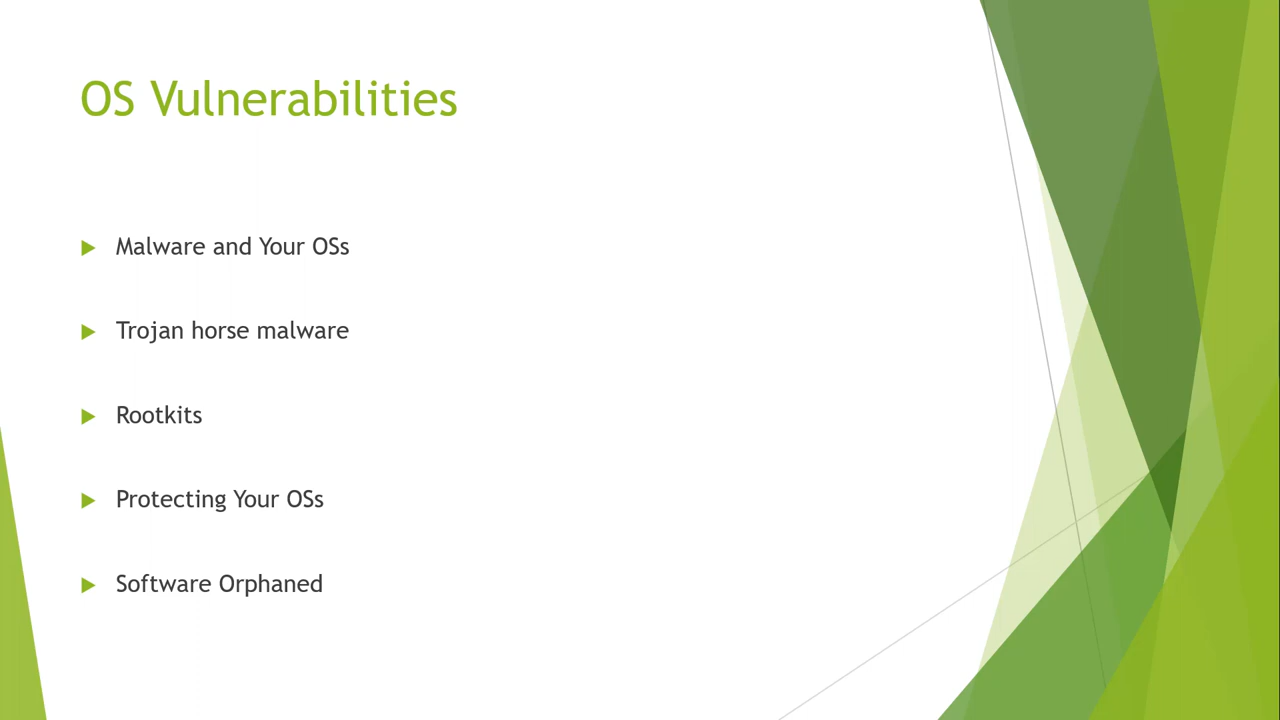 OS Vulnerabilities
Malware and Your OSs
Trojan horse malware
Rootkits
Protecting Your OSs
Software Orphaned